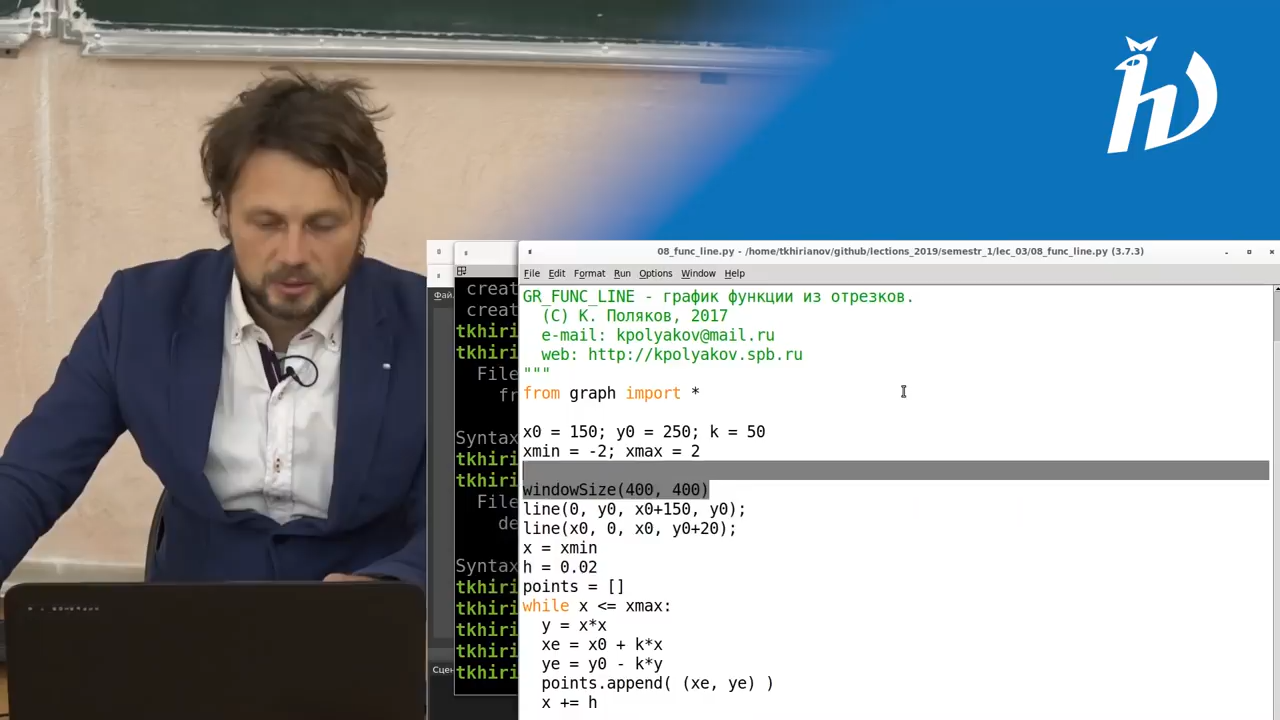 08_func_line.py - /home/tkhirianov/github/lections_2019/semestr_1/lec_03/08_func_line.py (3.7.3)
File Edit Format Run Options Window Help
GR_FUNC_LINE - график функции из отрезков.
(C) К. Поляков, 2017
e-mail: kpolyakov@mail.ru
web: http://kpolyakov.spb.ru
"""
from graph import *
x0 = 150; y0 = 250; k = 50
xmin = -2; xmax = 2
windowSize(400, 400)
line(0, y0, x0+150, y0);
line(x0, 0, x0, y0+20);
x = xmin
h = 0.02
points = []
while x <= xmax:
y = x*x
xe = x0 + k*x
ye = y0 - k*y
points.append( (xe, ye) )
x += h
Фай
creat
creat
tkhiri
tkhiri
File
fr
Syntax
tkhiri
tkhiri
File
de
Syntax
tkhiri
tkhiri
tkhiri
tkhiri
tkhiri
Сцен
h